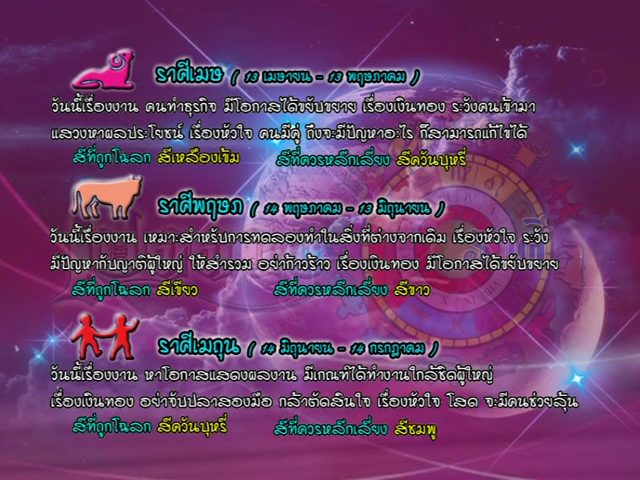 ราศีเมษ ( 13 เมษายน - 13 พฤษภาคม )
วันนี้เรื่องงาน คนทำธุรกิจ มีโอกาสได้ขยับขยาย เรื่องเงินทอง ระวังคนเข้ามา
แสวงหาผลประโยชน์ เรื่องหัวใจ คนมีคู่ ถึงจะมีปัญหาอะไร ก็สามารถแก้ไขได้
สีที่ถูกโฉลก สีเหลืองเข้ม สีที่ควรหลีกเลี่ยง สีควันบุหรี่
ราศีพฤษภ ( 14 พฤษภาคม - 13 มิถุนายน )
วันนี้เรื่องงาน เหมาะสำหรับการทดลองทำในสิ่งที่ต่างจากเดิม เรื่องหัวใจ ระวัง
มีปัญหากับญาติผู้ใหญ่ ให้สำรวม อย่าก้าวร้าว เรื่องเงินทอง มีโอกาสได้ขยับขยาย
สีที่ถูกโฉลก สีเขียว สีที่ควรหลีกเลี่ยง สีขาว
ราศีเมถุน ( 14 มิถุนายน - 14 กรกฎาคม )
วันนี้เรื่องงาน หาโอกาสแสดงผลงาน มีเกณฑ์ได้ทำงานใกล้ชิดผู้ใหญ่
เรื่องเงินทอง อย่าจับปลาสองมือ กล้าตัดสินใจ เรื่องหัวใจ โสด จะมีคนช่วยลุ้น
สีที่ถูกโฉลก สีควันบุหรี่ สีที่ควรหลีกเลี่ยง สีชมพู